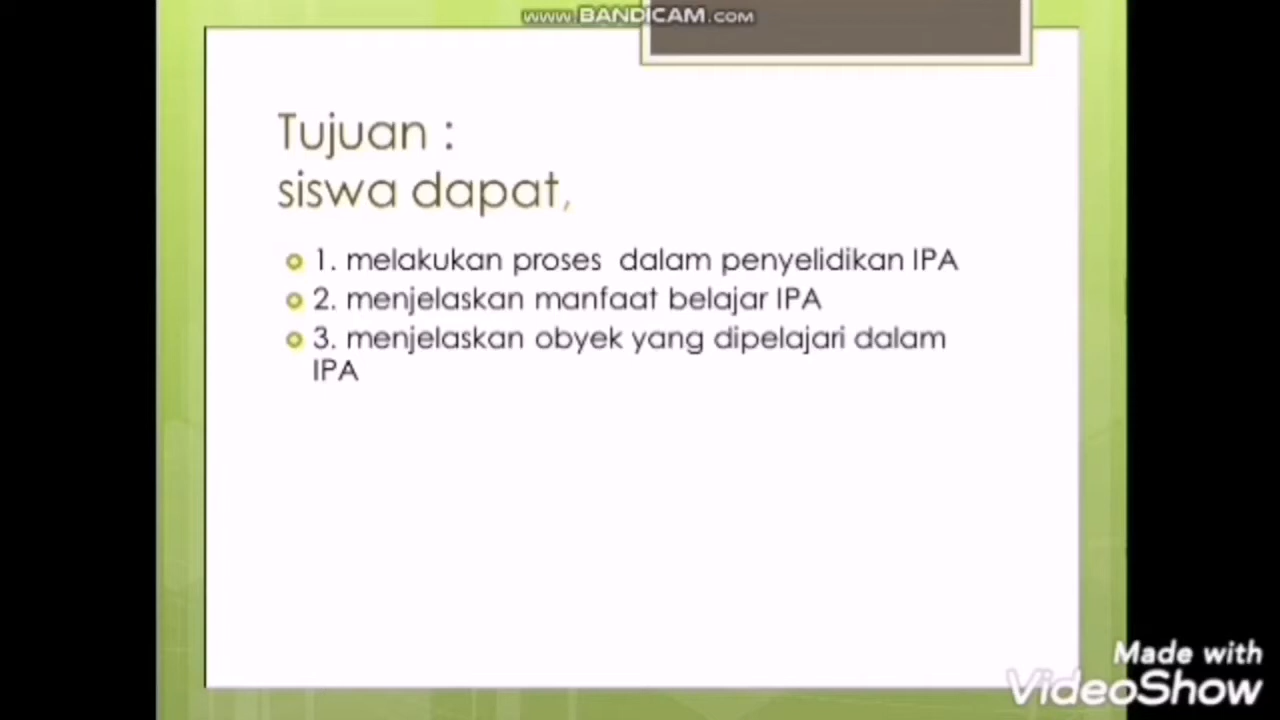 www.BANDICAM.com
Tujuan :
siswa dapat,
1. melakukan proses dalam penyelidikan IPA
2. menjelaskan manfaat belajar IPA
3. menjelaskan obyek yang dipelajari dalam
IPA
Made with
VideoShow